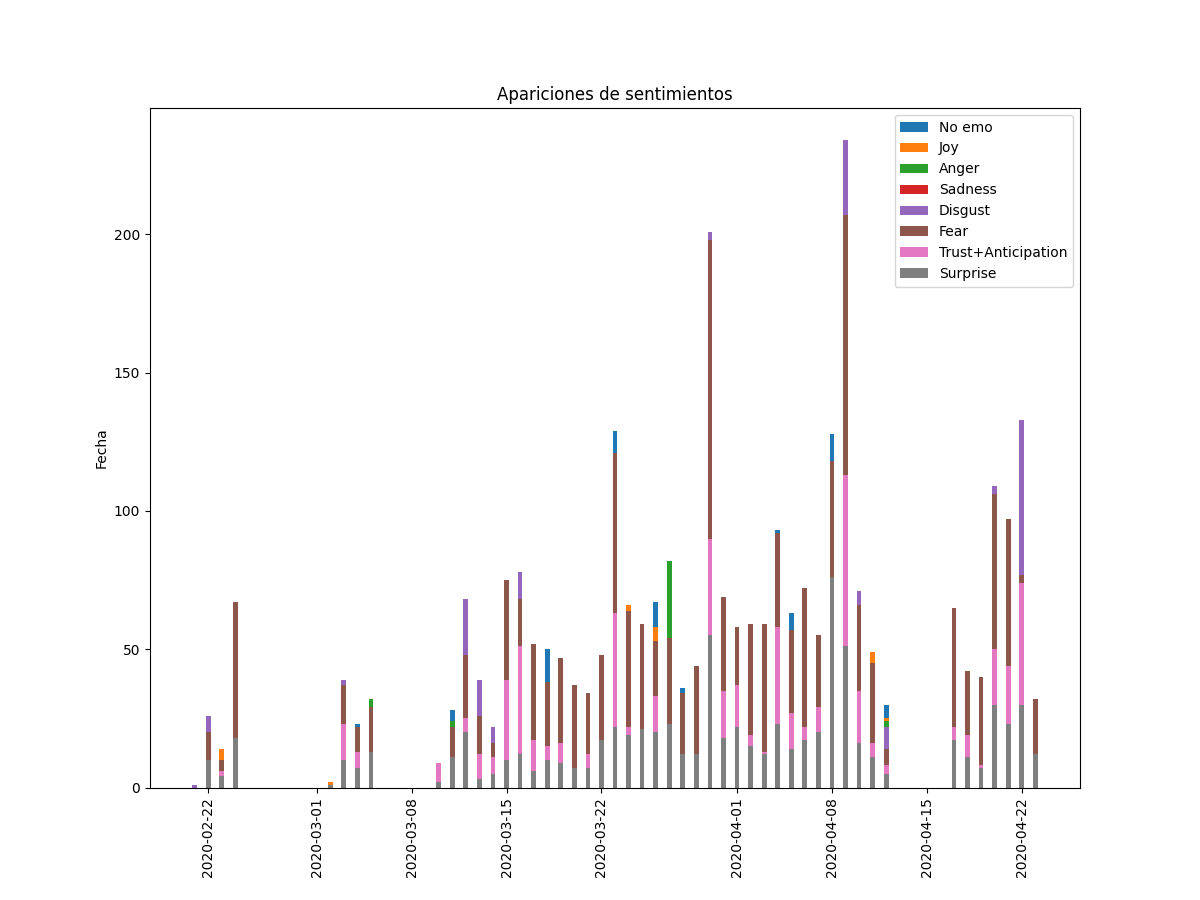 Apariciones de sentimientos
No emo
Joy
Anger
Sadness
Disgust
Fear
Trust+Anticipation
Surprise
Fecha
200
150
100
50
0
2020-02-22
2020-03-01
2020-03-08
2020-03-15
2020-03-22
2020-04-01
2020-04-08
2020-04-15
2020-04-22